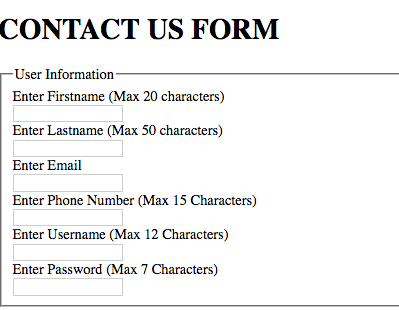 CONTACT US FORM
User Information
Enter Firstname (Max 20 characters)
Enter Lastname (Max 50 characters)
Enter Email
Enter Phone Number (Max 15 Characters)
Enter Username (Max 12 Characters)
Enter Password (Max 7 Characters)